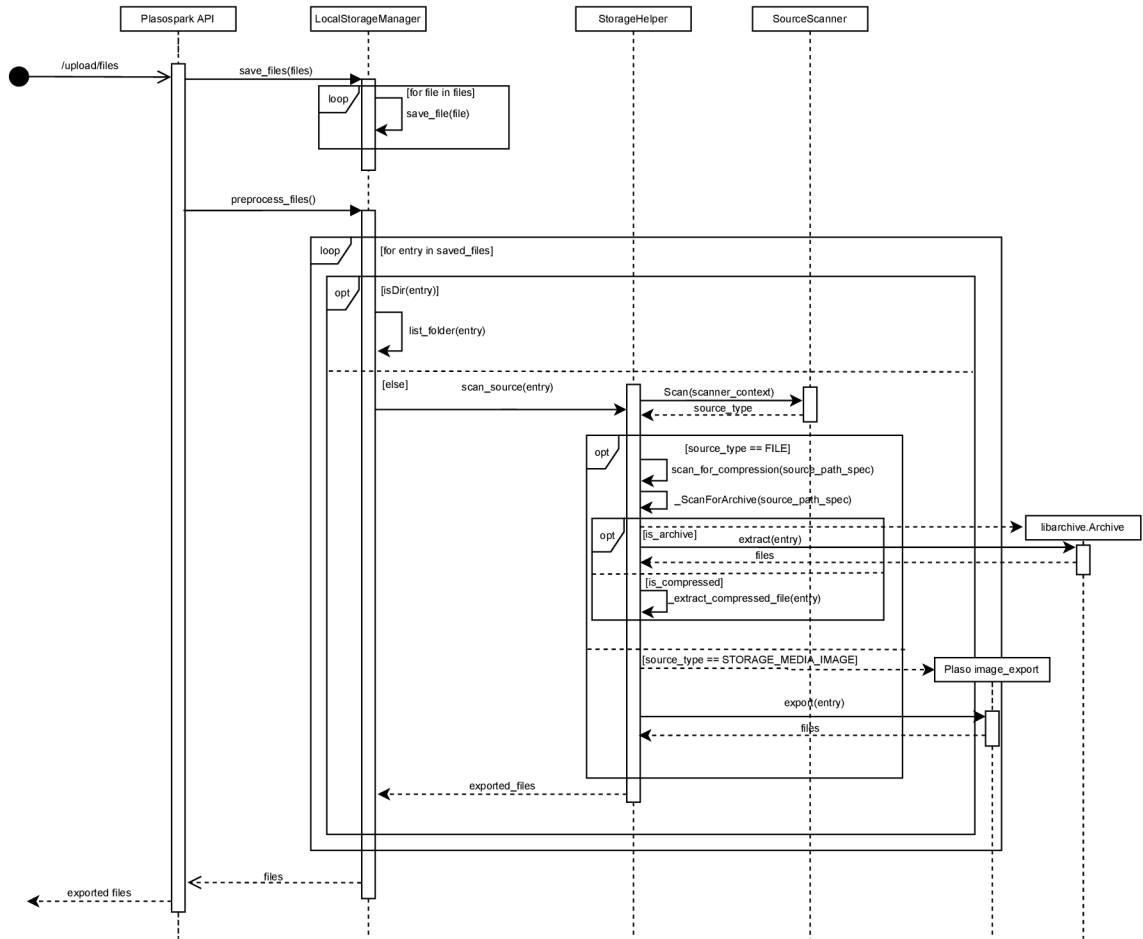 Plasospark API
LocalStorageManager
StorageHelper
SourceScanner
/upload/files
save_files(files)
loop
[for file in files]
save_file(file)
preprocess_files()
loop
[for entry in saved_files]
opt
[isDir(entry)]
list_folder(entry)
[else]
scan_source(entry)
Scan(scanner_context)
source_type
opt
[source_type == FILE]
scan_for_compression(source_path_spec)
_ScanForArchive(source_path_spec)
libarchive.Archive
opt
[is_archive]
extract(entry)
files
[is_compressed]
_extract_compressed_file(entry)
[source_type == STORAGE_MEDIA_IMAGE]
Plaso image_export
export(entry)
files
exported_files
files
exported files